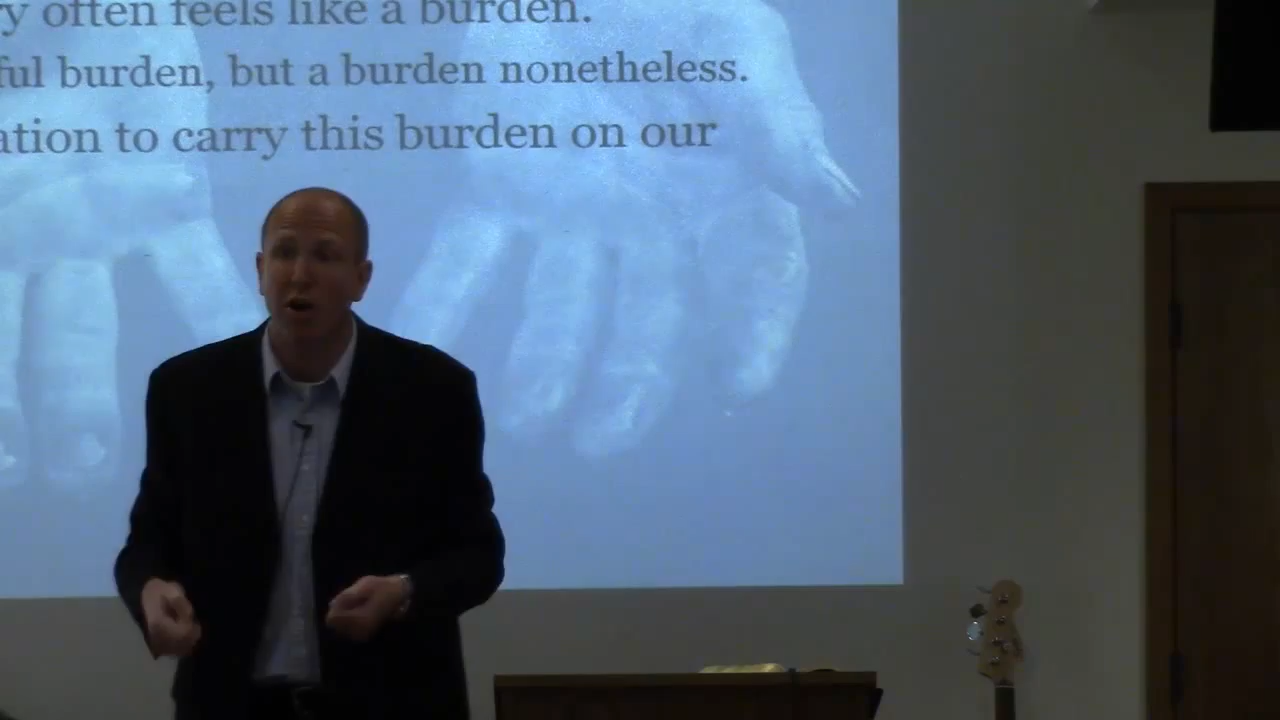 y often feels like a burden.
ful burden, but a burden nonetheless.
ation to carry this burden on our